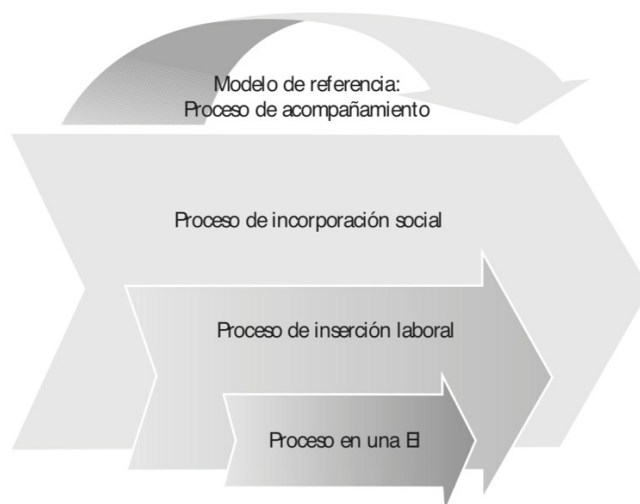 Modelo de referencia:
Proceso de acompañamiento
Proceso de incorporación social
Proceso de inserción laboral
Proceso en una EI